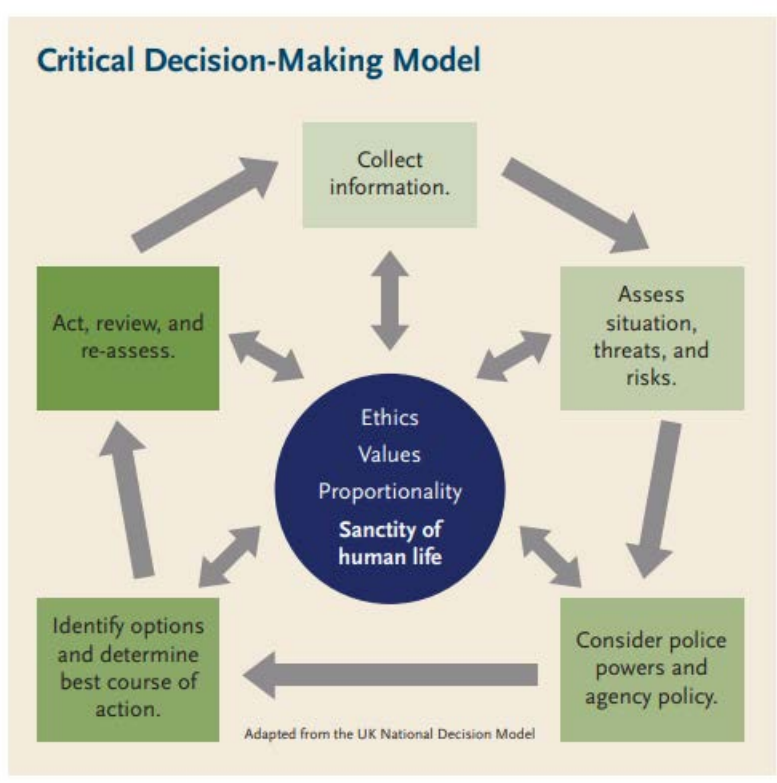 Critical Decision-Making Model
Collect
information.
Assess
situation,
threats, and
risks.
Consider police
powers and
agency policy.
Identify options
and determine
best course of
action.
Act, review, and
re-assess.
Ethics
Values
Proportionality
Sanctity of
human life
Adapted from the UK National Decision Model